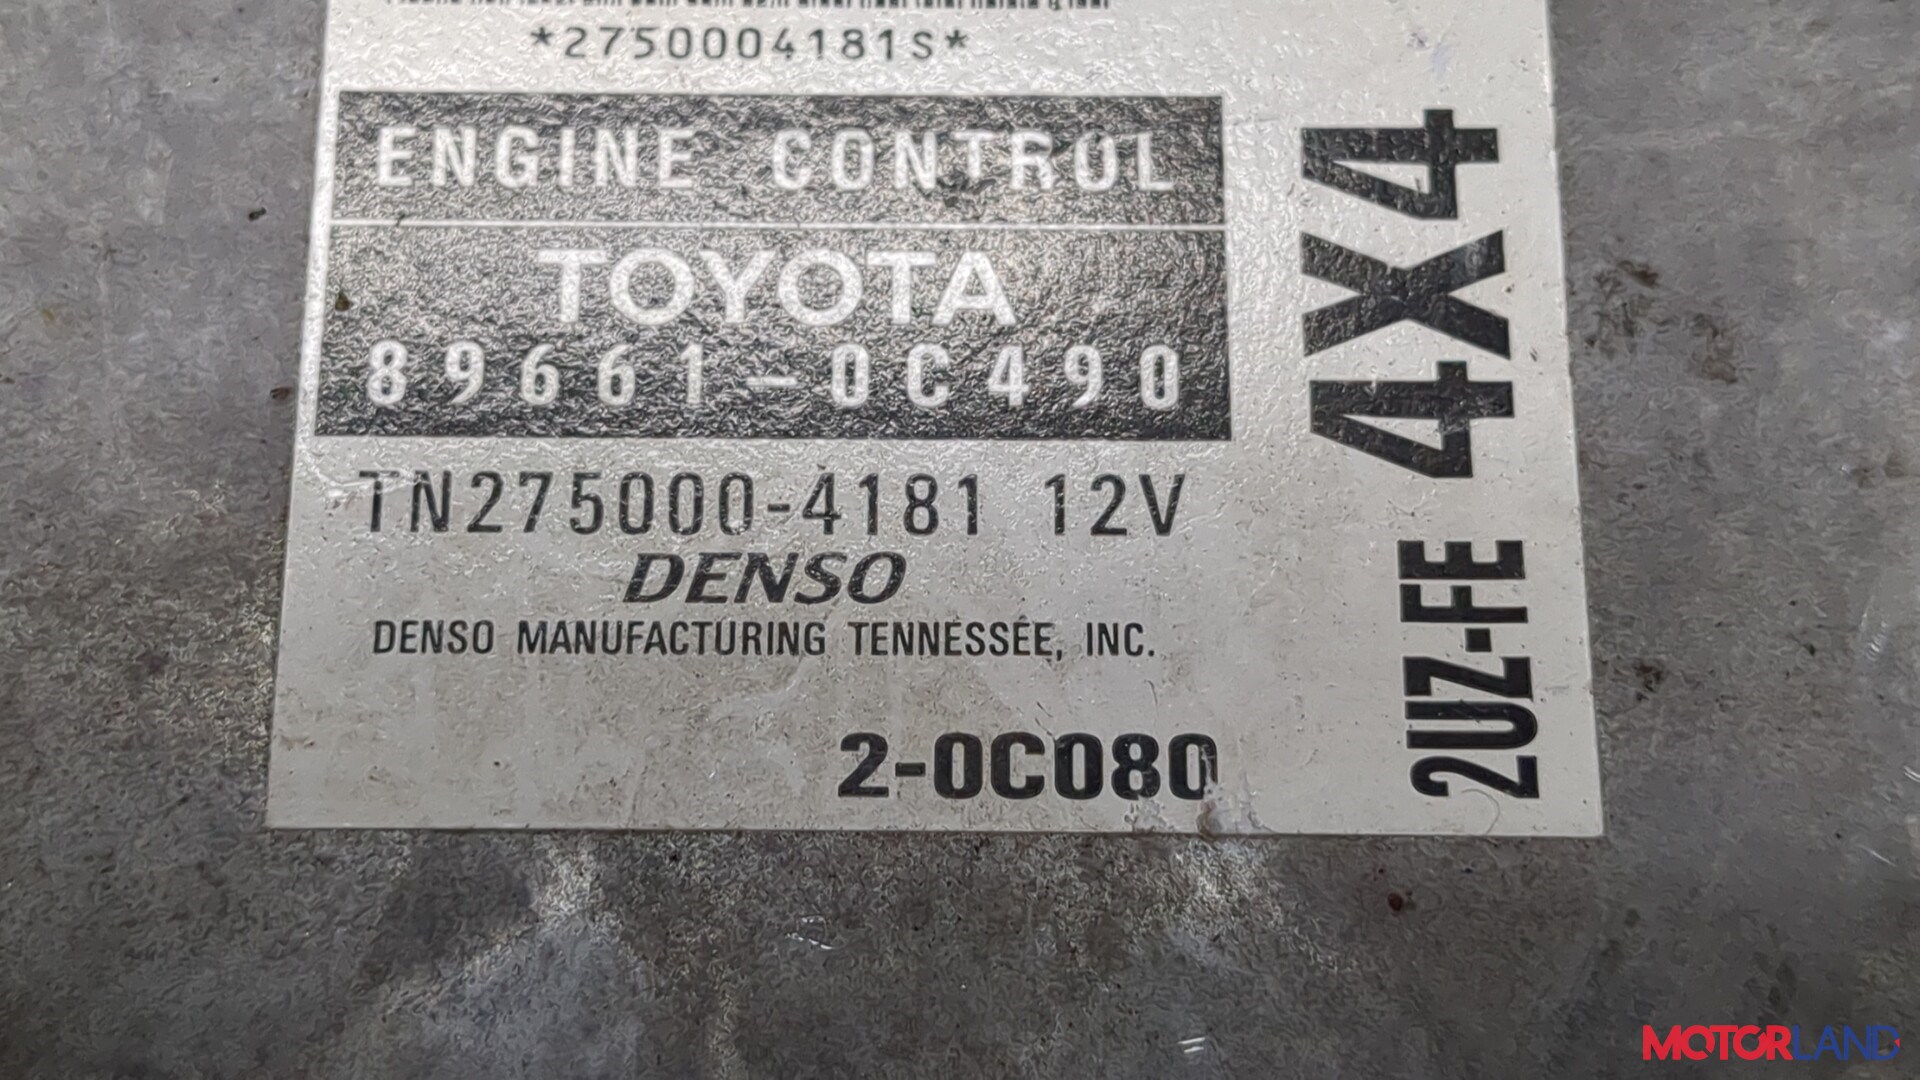 *2750004181S*
ENGINE CONTROL
TOYOTA
89661-0C490
TN275000-4181 12V
DENSO
DENSO MANUFACTURING TENNESSEE, INC.
2-0C080
2UZ-FE 4X4
MOTORLAND